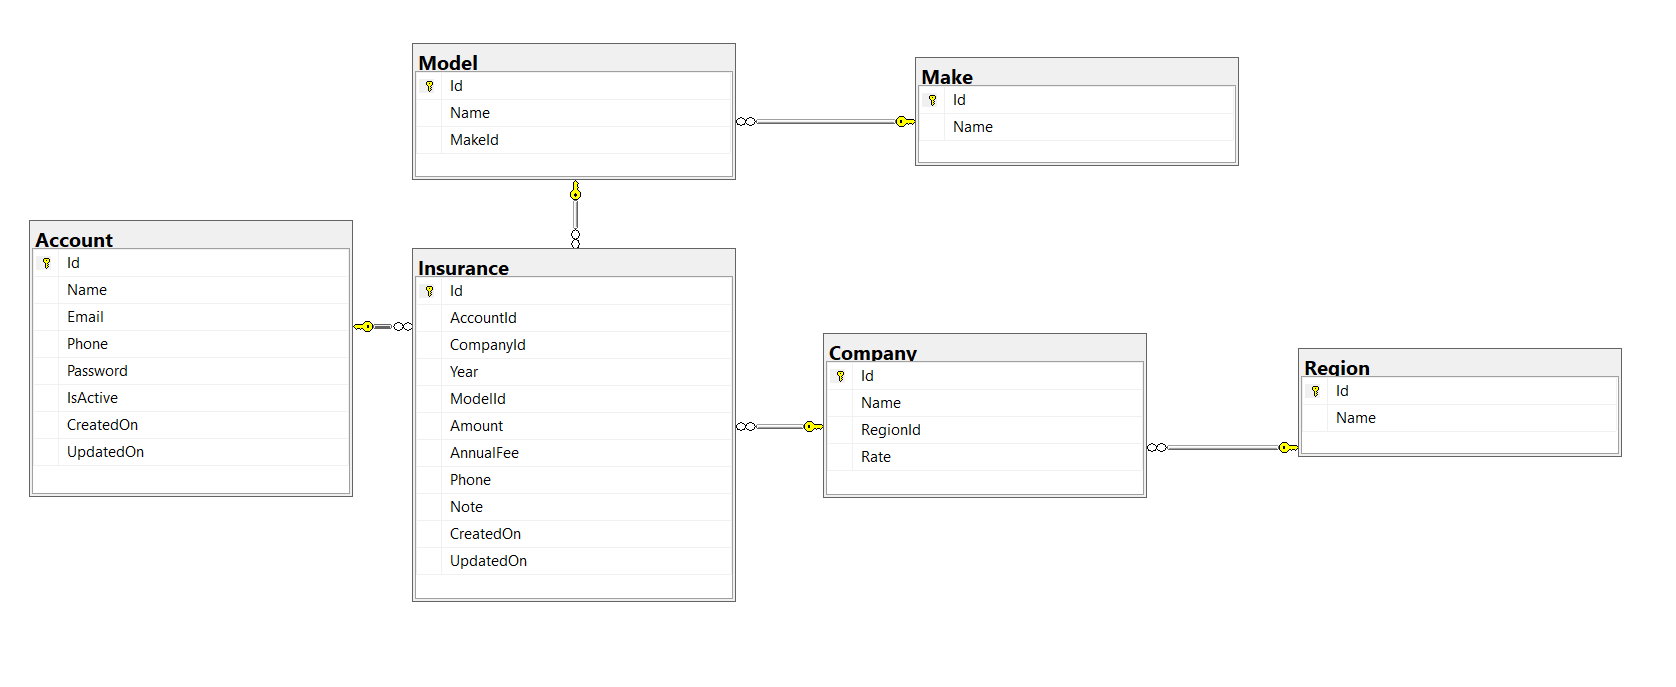 Model
Id
Name
MakeId
Make
Id
Name
Account
Id
Name
Email
Phone
Password
IsActive
CreatedOn
UpdatedOn
Insurance
Id
AccountId
CompanyId
Year
ModelId
Amount
AnnualFee
Phone
Note
CreatedOn
UpdatedOn
Company
Id
Name
RegionId
Rate
Region
Id
Name